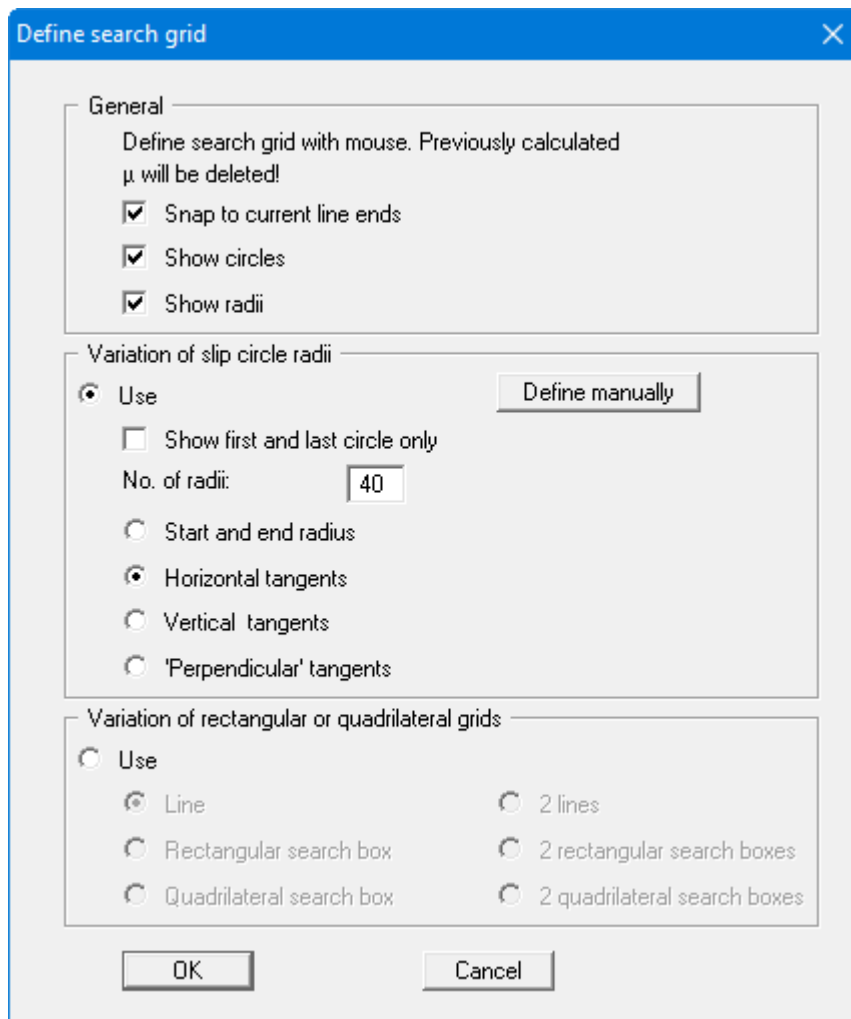 Define search grid
General
Define search grid with mouse. Previously calculated
µ will be deleted!
Snap to current line ends
Show circles
Show radii
Variation of slip circle radii
Use
Define manually
Show first and last circle only
No. of radii: 40
Start and end radius
Horizontal tangents
Vertical tangents
'Perpendicular' tangents
Variation of rectangular or quadrilateral grids
Use
Line
2 lines
Rectangular search box
2 rectangular search boxes
Quadrilateral search box
2 quadrilateral search boxes
OK
Cancel